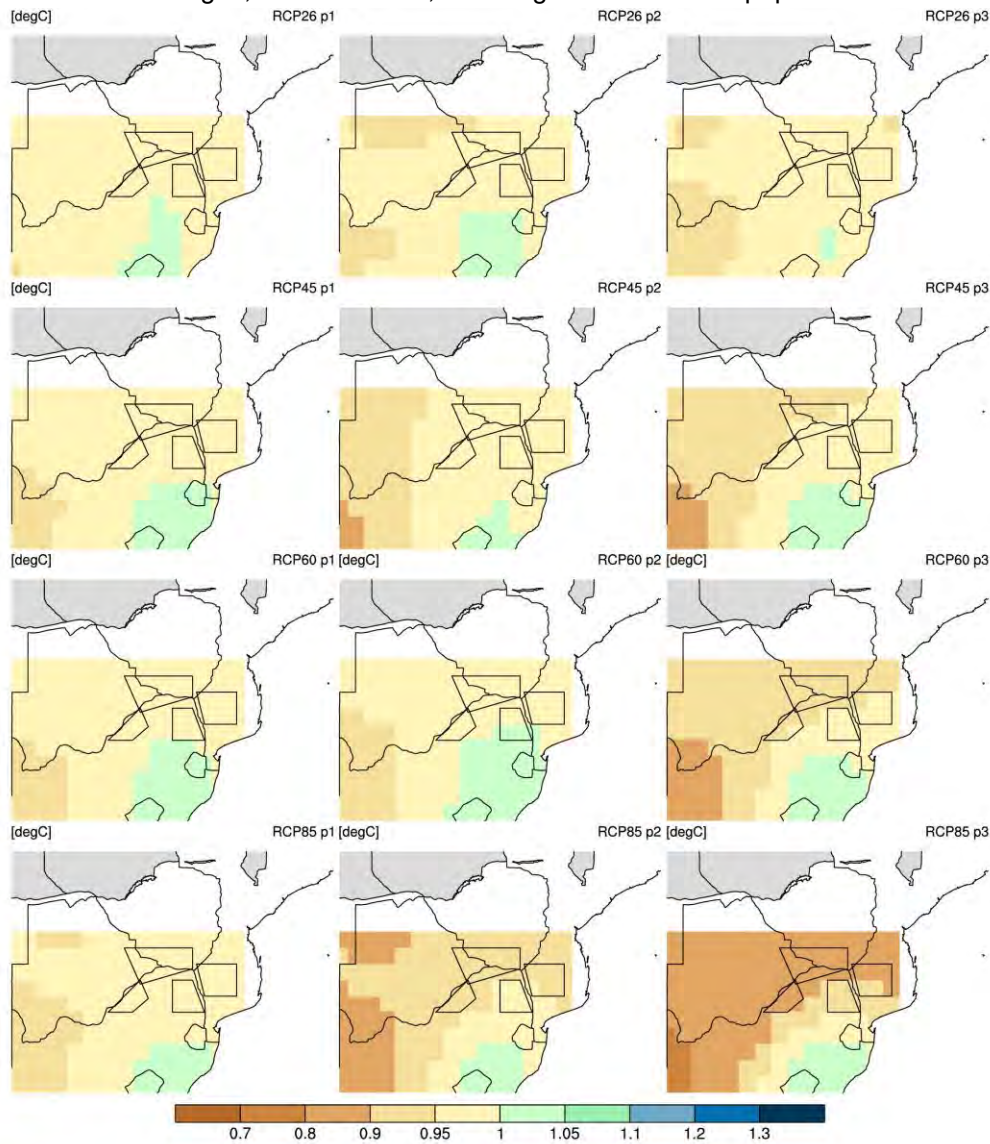 [degC] RCP26 p1 RCP26 p2 RCP26 p3
[degC] RCP45 p1 RCP45 p2 RCP45 p3
RCP60 p1 [degC] RCP60 p2 [degC] RCP60 p3
[degC] RCP85 p1 [degC] RCP85 p2 [degC] RCP85 p3
0.7 0.8 0.9 0.95 1 1.05 1.1 1.2 1.3